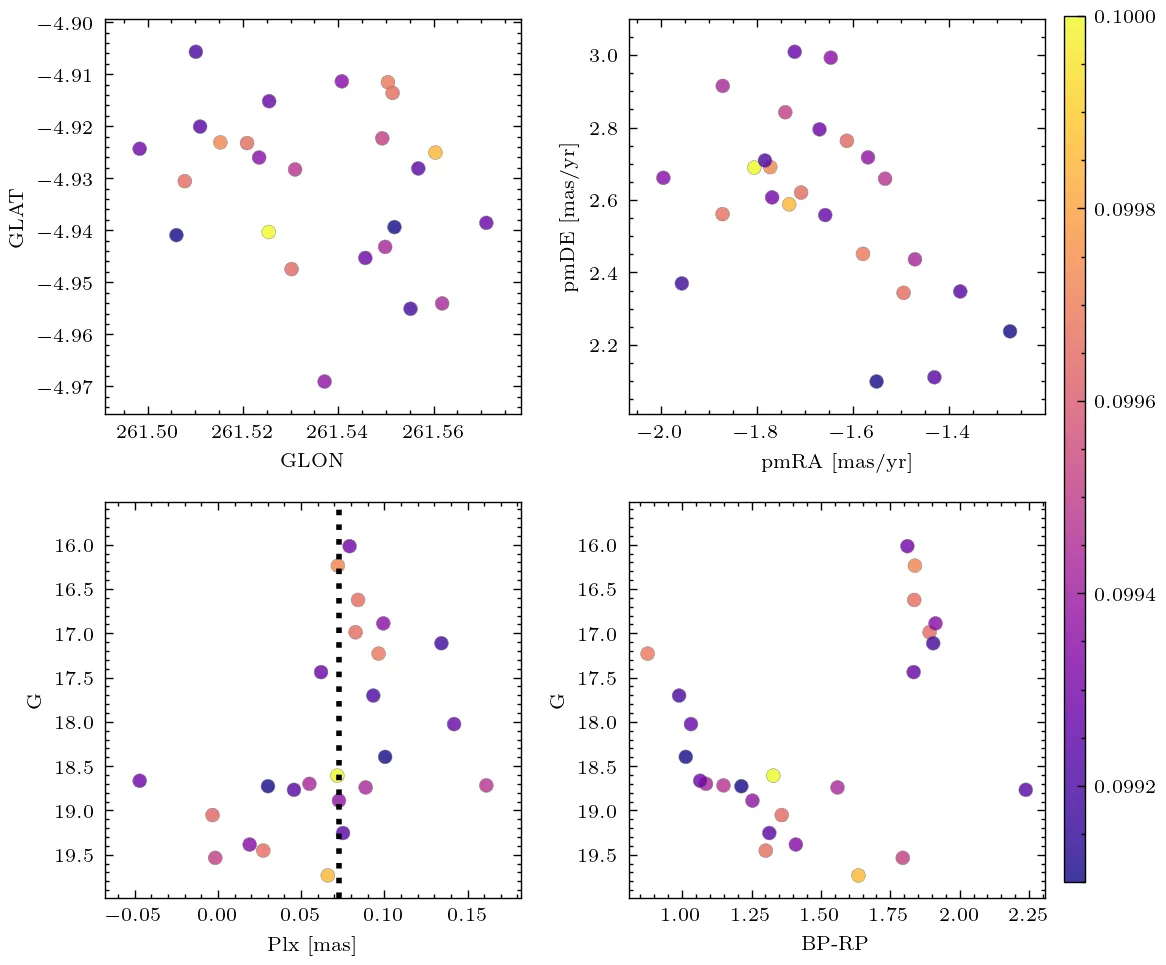 −4.90
−4.91
−4.92
−4.93
−4.94
−4.95
−4.96
−4.97
GLAT
261.50 261.52 261.54 261.56
GLON
3.0
2.8
2.6
2.4
2.2
pmDE [mas/yr]
−2.0 −1.8 −1.6 −1.4
pmRA [mas/yr]
16.0
16.5
17.0
17.5
18.0
18.5
19.0
19.5
G
−0.05 0.00 0.05 0.10 0.15
Plx [mas]
16.0
16.5
17.0
17.5
18.0
18.5
19.0
19.5
G
1.00 1.25 1.50 1.75 2.00 2.25
BP-RP
0.1000
0.0998
0.0996
0.0994
0.0992